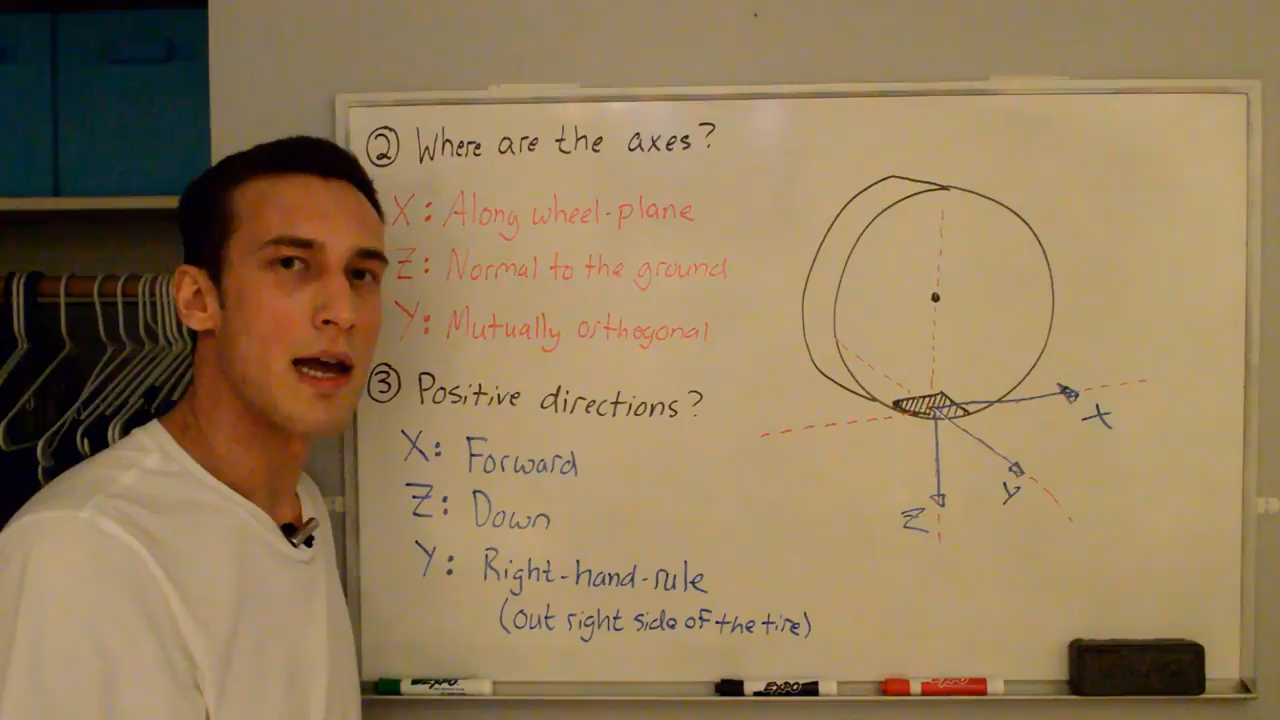 ② Where are the axes?
X: Along wheel-plane
Z: Normal to the ground
Y: Mutually orthogonal
③ Positive directions?
X: Forward
Z: Down
Y: Right-hand-rule
(out right side of the tire)
X
Y
Z
EXPO
EXPO
EXPO